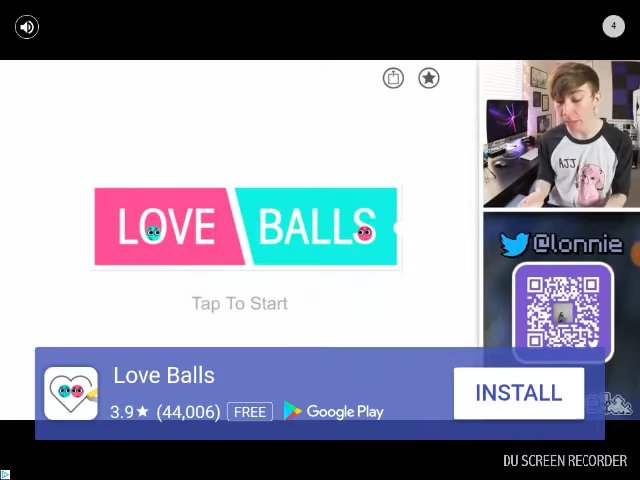 4
LOVE BALLS
Tap To Start
AJJ
@lonnie
Love Balls
3.9★ (44,006) FREE Google Play
INSTALL
DU SCREEN RECORDER